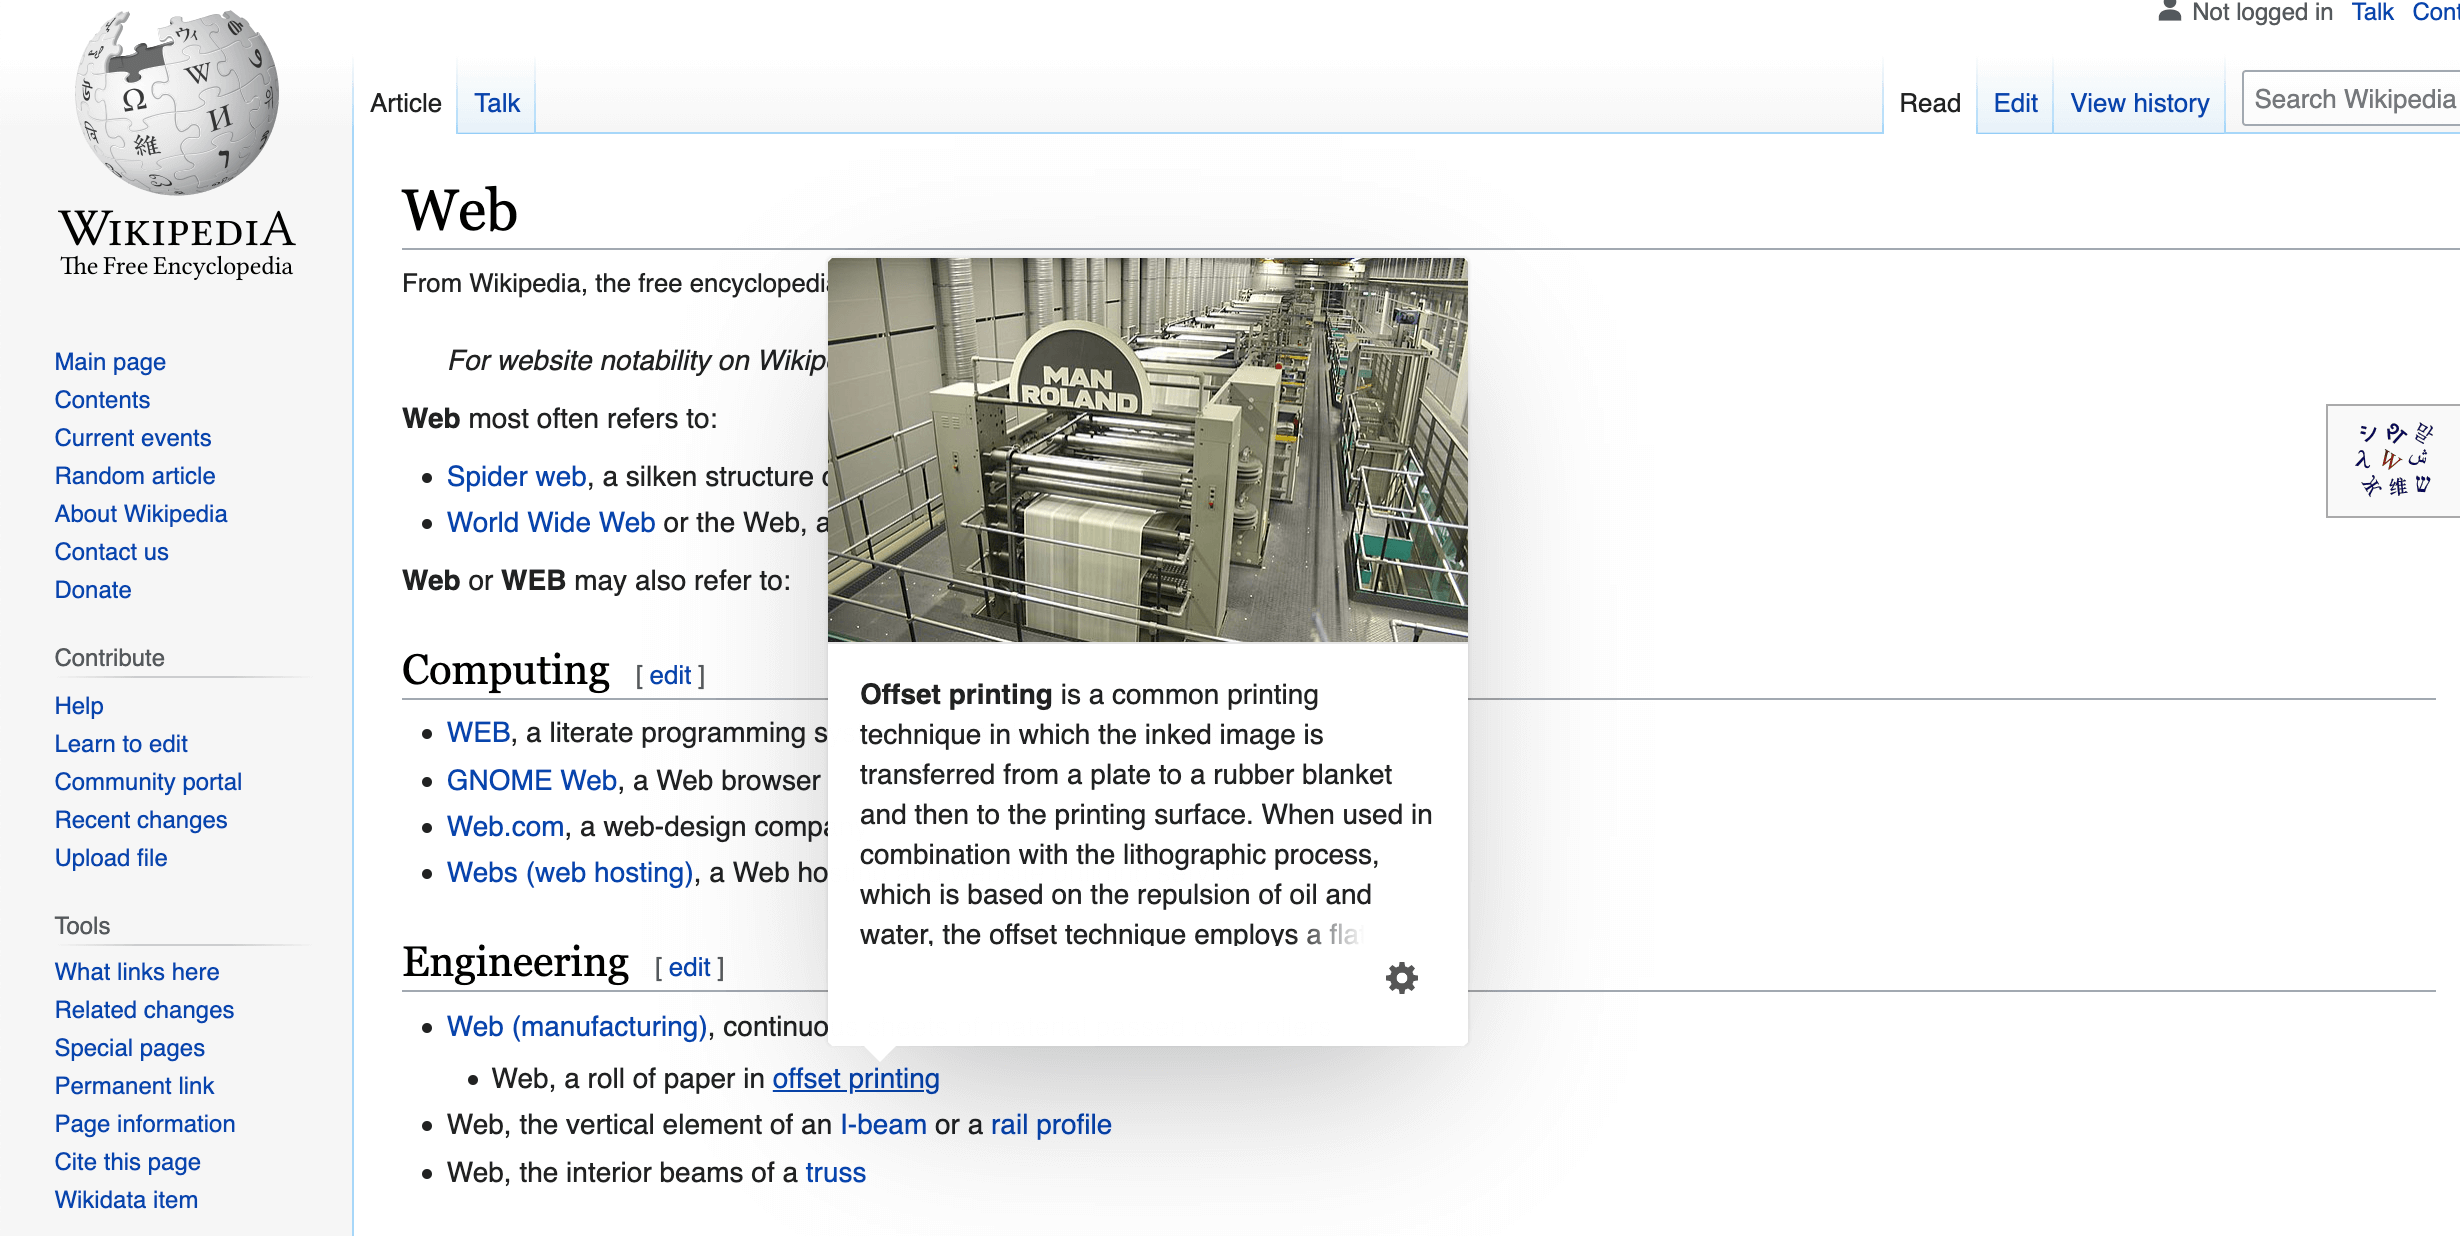 Not logged in Talk
Article Talk Read Edit View history Search Wikipedia
WIKIPEDIA
The Free Encyclopedia
Main page
Contents
Current events
Random article
About Wikipedia
Contact us
Donate
Contribute
Help
Learn to edit
Community portal
Recent changes
Upload file
Tools
What links here
Related changes
Special pages
Permanent link
Page information
Cite this page
Wikidata item
Web
From Wikipedia, the free
For website notability on
Web most often refers to:
Spider web, a silken structure
World Wide Web or the Web,
Web or WEB may also refer to:
Computing [ edit ]
WEB, a literate programming
GNOME Web, a Web browser
Web.com, a web-design
Webs (web hosting), a Web
Engineering [ edit ]
Web (manufacturing),
Web, a roll of paper in offset printing
Web, the vertical element of an I-beam or a rail profile
Web, the interior beams of a truss
MAN
ROLAND
Offset printing is a common printing
technique in which the inked image is
transferred from a plate to a rubber blanket
and then to the printing surface. When used in
combination with the lithographic process,
which is based on the repulsion of oil and
water, the offset technique employs a